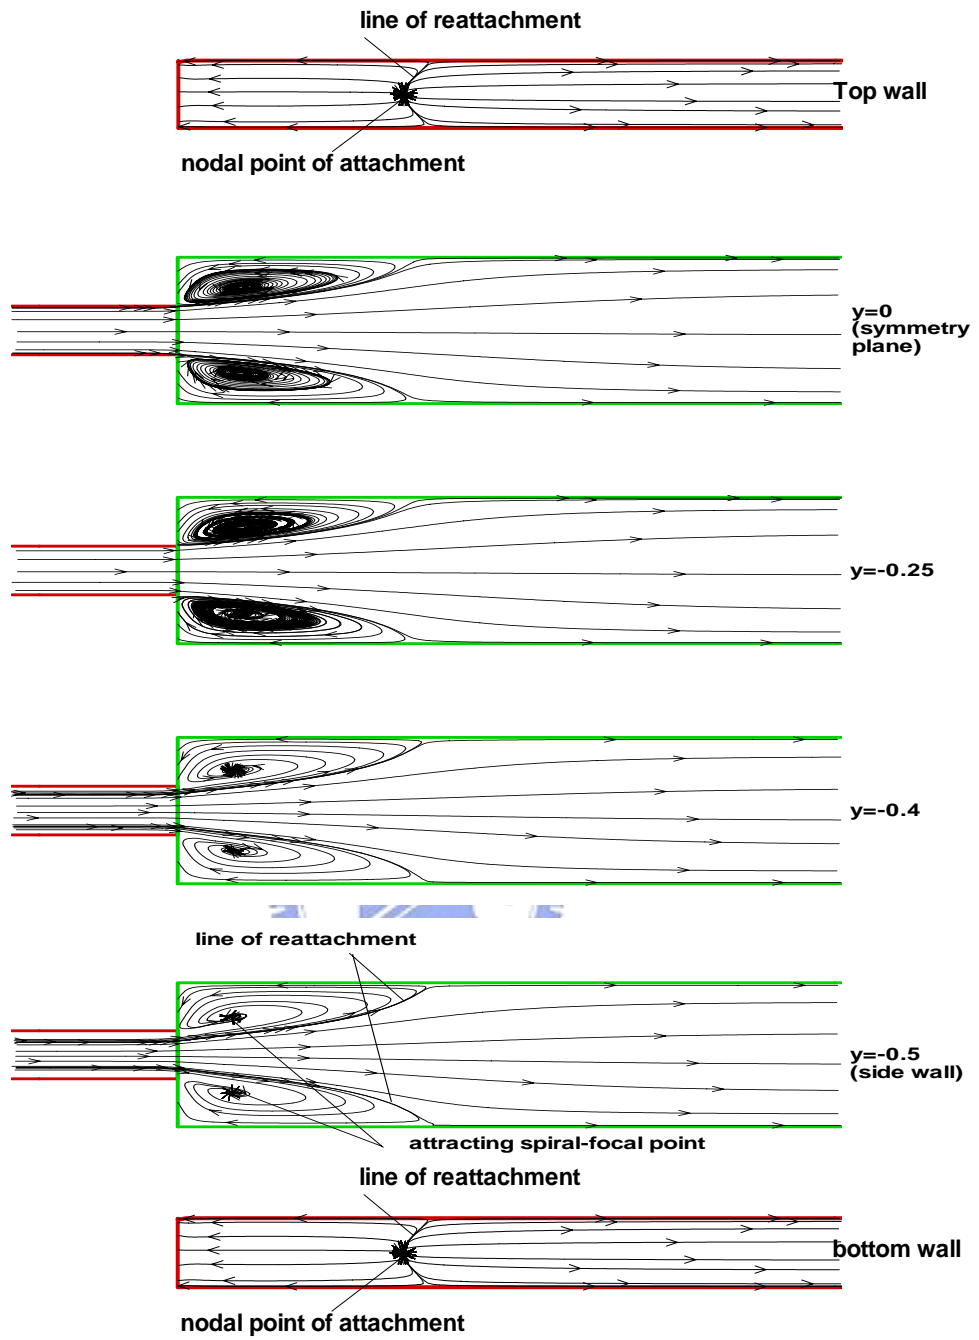 line of reattachment
Top wall
nodal point of attachment
y=0
(symmetry
plane)
y=-0.25
y=-0.4
line of reattachment
y=-0.5
(side wall)
attracting spiral-focal point
line of reattachment
bottom wall
nodal point of attachment